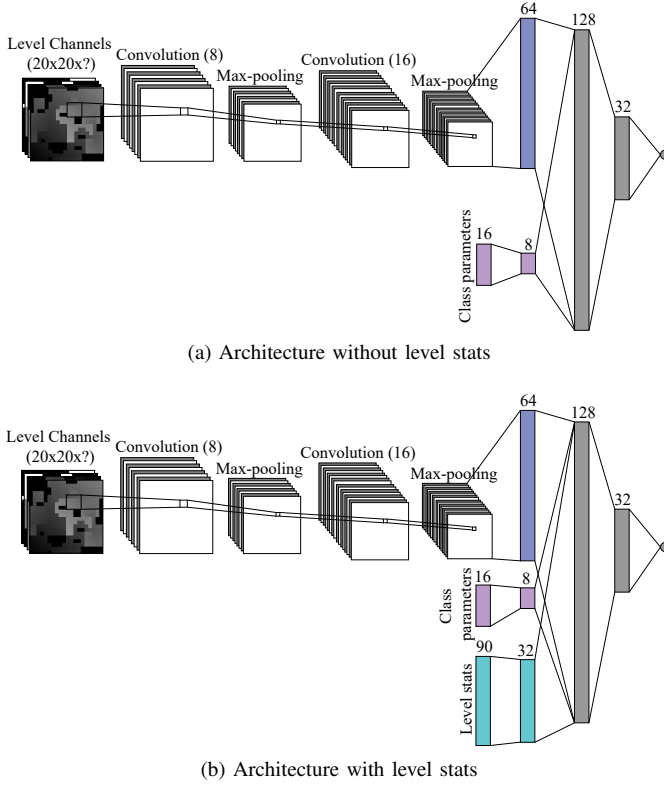 64
128
Level Channels
(20x20x?)
Convolution (8)
Max-pooling
Convolution (16)
Max-pooling
32
Class parameters
16
8
(a) Architecture without level stats
64
128
Level Channels
(20x20x?)
Convolution (8)
Max-pooling
Convolution (16)
Max-pooling
32
Class
parameters
16
8
Level stats
90
32
(b) Architecture with level stats